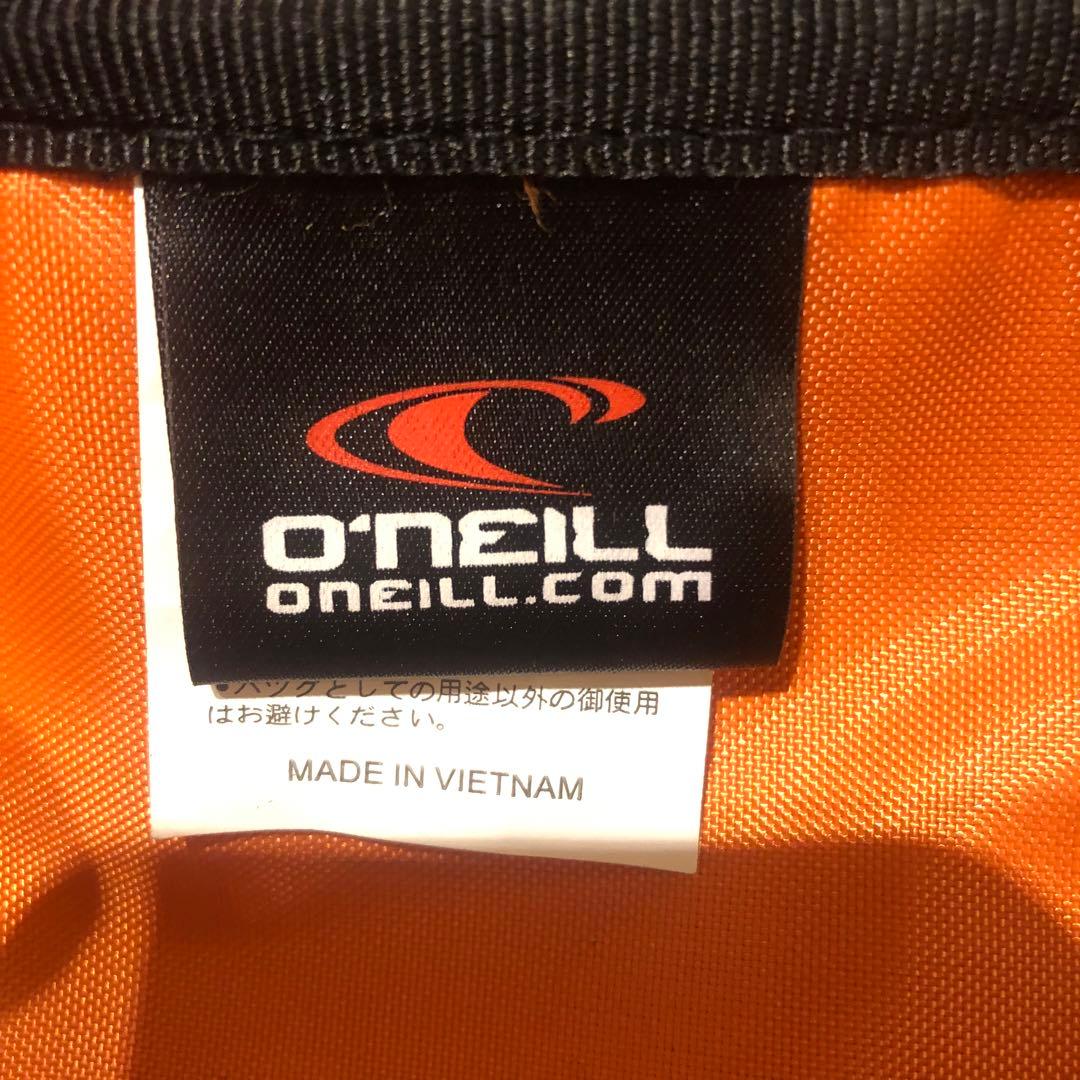 O'NEILL
ONEILL.COM
●バッグとしての用途以外の御使用
はお避けください。
MADE IN VIETNAM